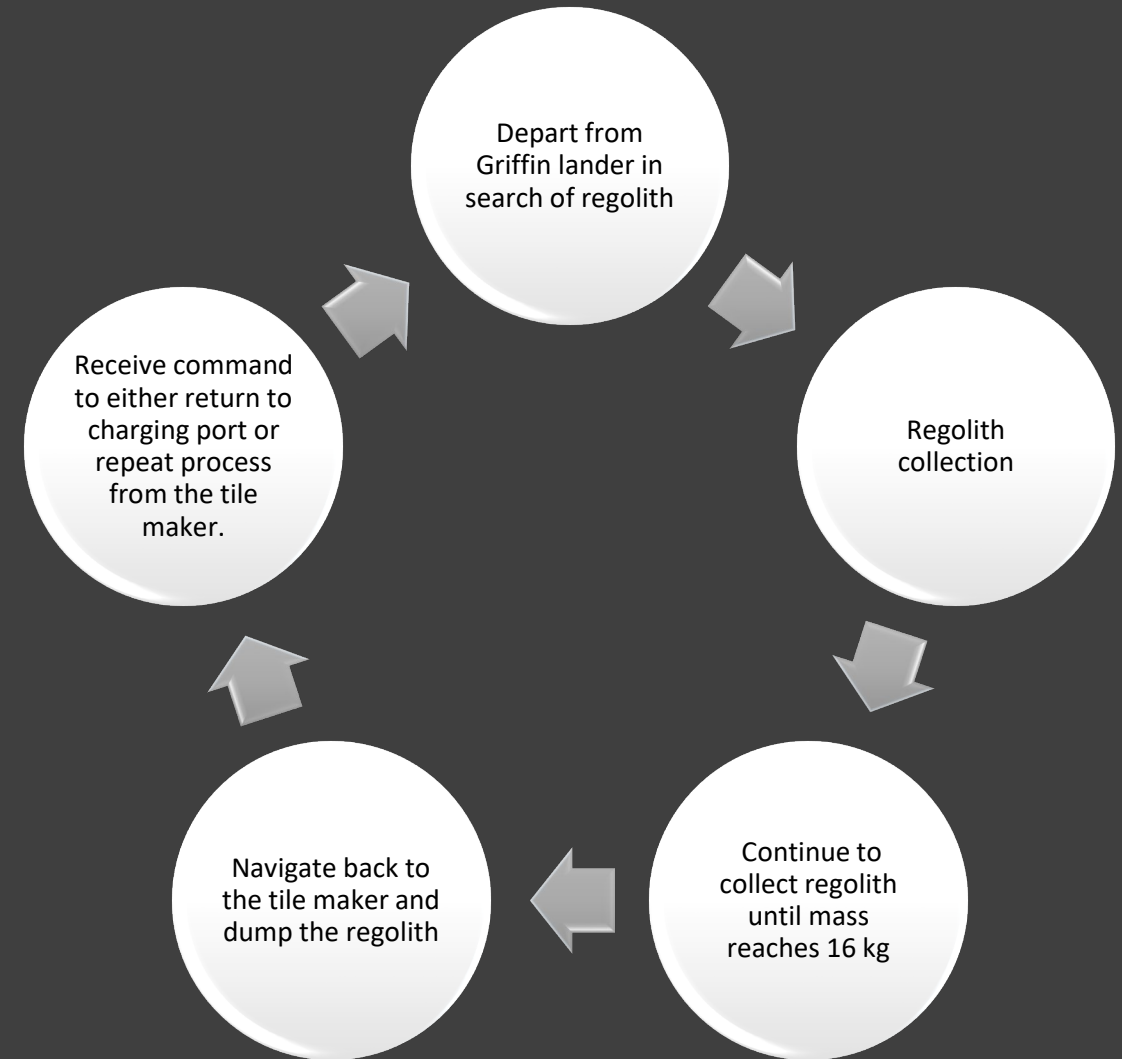 Depart from
Griffin lander in
search of regolith
Regolith
collection
Continue to
collect regolith
until mass
reaches 16 kg
Navigate back to
the tile maker and
dump the regolith
Receive command
to either return to
charging port or
repeat process
from the tile
maker.